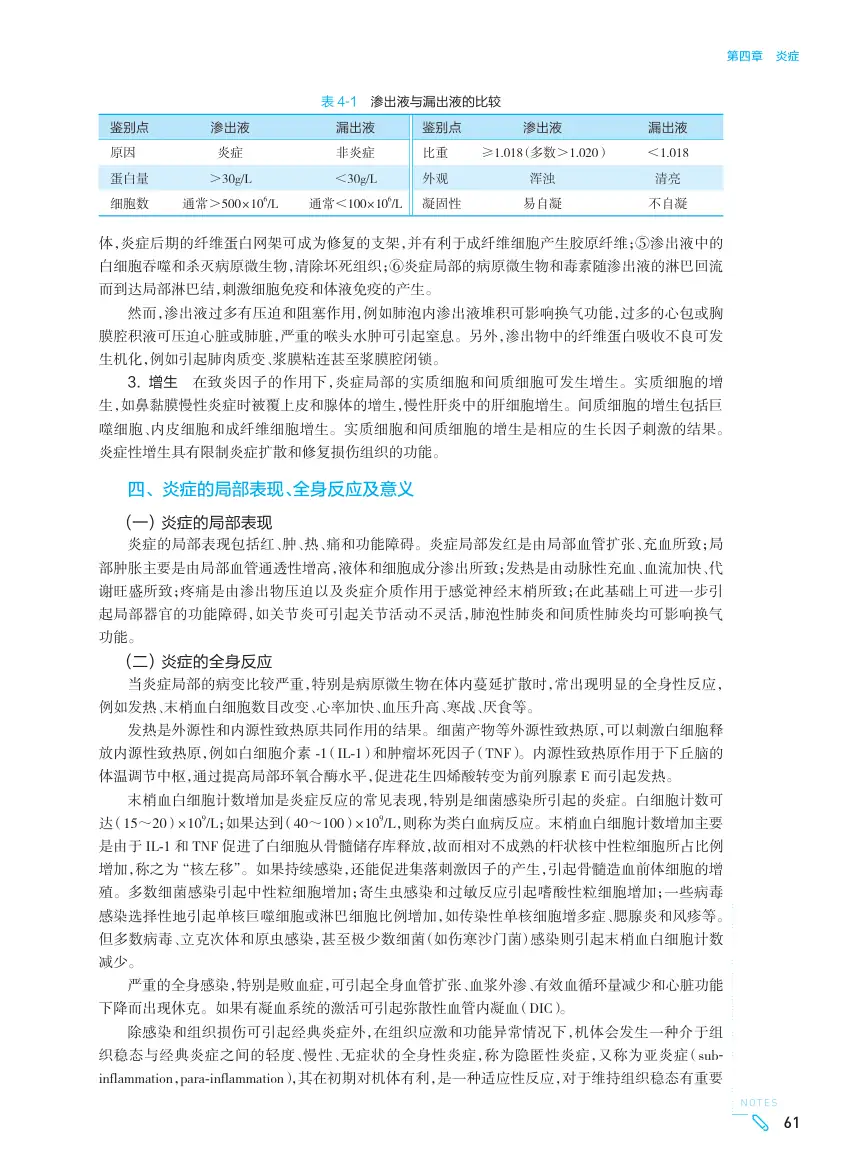 第四章　炎症
表 4-1　渗出液与漏出液的比较
鉴别点　渗出液　漏出液　鉴别点　渗出液　漏出液
原因　炎症　非炎症　比重　≥1.018（多数＞1.020）　＜1.018
蛋白量　＞30g/L　＜30g/L　外观　浑浊　清亮
细胞数　通常＞500×10⁶/L　通常＜100×10⁶/L　凝固性　易自凝　不自凝
体，炎症后期的纤维蛋白网架可成为修复的支架，并有利于成纤维细胞产生胶原纤维；⑤渗出液中的
白细胞吞噬和杀灭病原微生物，清除坏死组织；⑥炎症局部的病原微生物和毒素随渗出液的淋巴回流
而到达局部淋巴结，刺激细胞免疫和体液免疫的产生。
然而，渗出液过多有压迫和阻塞作用，例如肺泡内渗出液堆积可影响换气功能，过多的心包或胸
膜腔积液可压迫心脏或肺脏，严重的喉头水肿可引起窒息。另外，渗出物中的纤维蛋白吸收不良可发
生机化，例如引起肺肉质变、浆膜粘连甚至浆膜腔闭锁。
3. 增生　在致炎因子的作用下，炎症局部的实质细胞和间质细胞可发生增生。实质细胞的增
生，如鼻黏膜慢性炎症时被覆上皮和腺体的增生，慢性肝炎中的肝细胞增生。间质细胞的增生包括巨
噬细胞、内皮细胞和成纤维细胞增生。实质细胞和间质细胞的增生是相应的生长因子刺激的结果。
炎症性增生具有限制炎症扩散和修复损伤组织的功能。
四、炎症的局部表现、全身反应及意义
（一）炎症的局部表现
炎症的局部表现包括红、肿、热、痛和功能障碍。炎症局部发红是由局部血管扩张、充血所致；局
部肿胀主要是由局部血管通透性增高，液体和细胞成分渗出所致；发热是由动脉性充血、血流加快、代
谢旺盛所致；疼痛是由渗出物压迫以及炎症介质作用于感觉神经末梢所致；在此基础上可进一步引
起局部器官的功能障碍，如关节炎可引起关节活动不灵活，肺泡性肺炎和间质性肺炎均可影响换气
功能。
（二）炎症的全身反应
当炎症局部的病变比较严重，特别是病原微生物在体内蔓延扩散时，常出现明显的全身性反应，
例如发热、末梢血白细胞数目改变、心率加快、血压升高、寒战、厌食等。
发热是外源性和内源性致热原共同作用的结果。细菌产物等外源性致热原，可以刺激白细胞释
放内源性致热原，例如白细胞介素 -1（IL-1）和肿瘤坏死因子（TNF）。内源性致热原作用于下丘脑的
体温调节中枢，通过提高局部环氧合酶水平，促进花生四烯酸转变为前列腺素 E 而引起发热。
末梢血白细胞计数增加是炎症反应的常见表现，特别是细菌感染所引起的炎症。白细胞计数可
达（15～20）×10⁹/L；如果达到（40～100）×10⁹/L，则称为类白血病反应。末梢血白细胞计数增加主要
是由于 IL-1 和 TNF 促进了白细胞从骨髓储存库释放，故而相对不成熟的杆状核中性粒细胞所占比例
增加，称之为“核左移”。如果持续感染，还能促进集落刺激因子的产生，引起骨髓造血前体细胞的增
殖。多数细菌感染引起中性粒细胞增加；寄生虫感染和过敏反应引起嗜酸性粒细胞增加；一些病毒
感染选择性地引起单核巨噬细胞或淋巴细胞比例增加，如传染性单核细胞增多症、腮腺炎和风疹等。
但多数病毒、立克次体和原虫感染，甚至极少数细菌（如伤寒沙门菌）感染则引起末梢血白细胞计数
减少。
严重的全身感染，特别是败血症，可引起全身血管扩张、血浆外渗、有效血循环量减少和心脏功能
下降而出现休克。如果有凝血系统的激活可引起弥散性血管内凝血（DIC）。
除感染和组织损伤可引起经典炎症外，在组织应激和功能异常情况下，机体会发生一种介于组
织稳态与经典炎症之间的轻度、慢性、无症状的全身性炎症，称为隐匿性炎症，又称为亚炎症（sub-
inflammation，para-inflammation），其在初期对机体有利，是一种适应性反应，对于维持组织稳态有重要
NOTES
61